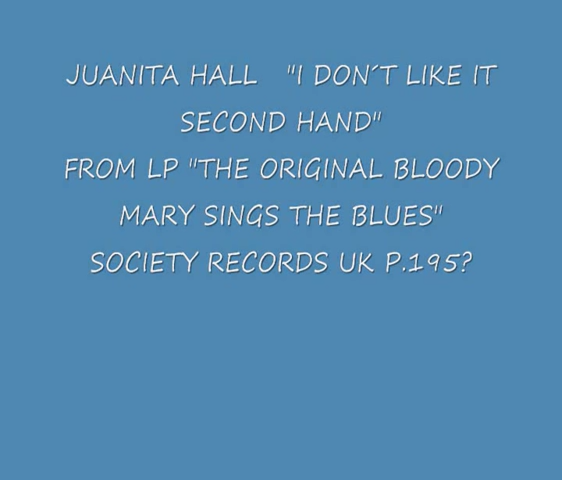 JUANITA HALL   "I DON´T LIKE IT
SECOND HAND"
FROM LP "THE ORIGINAL BLOODY
MARY SINGS THE BLUES"
SOCIETY RECORDS UK P.195?